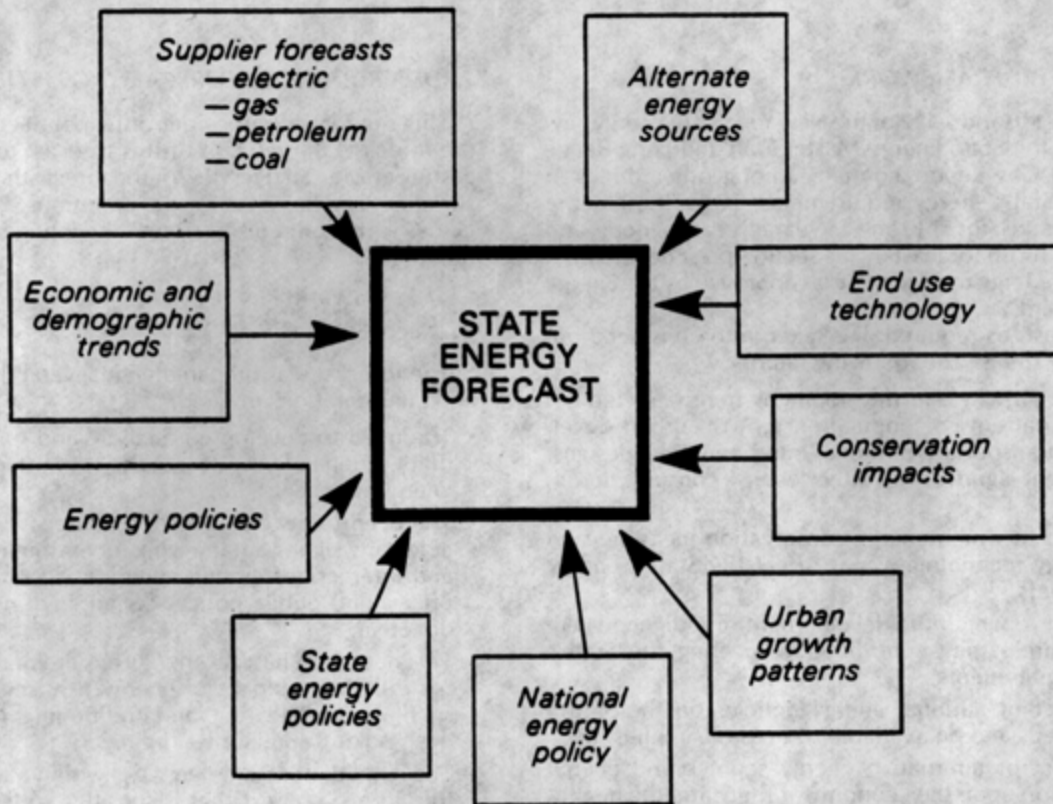 Supplier forecasts
—electric
—gas
—petroleum
—coal
Alternate
energy
sources
Economic and
demographic
trends
STATE
ENERGY
FORECAST
End use
technology
Conservation
impacts
Energy policies
State
energy
policies
National
energy
policy
Urban
growth
patterns